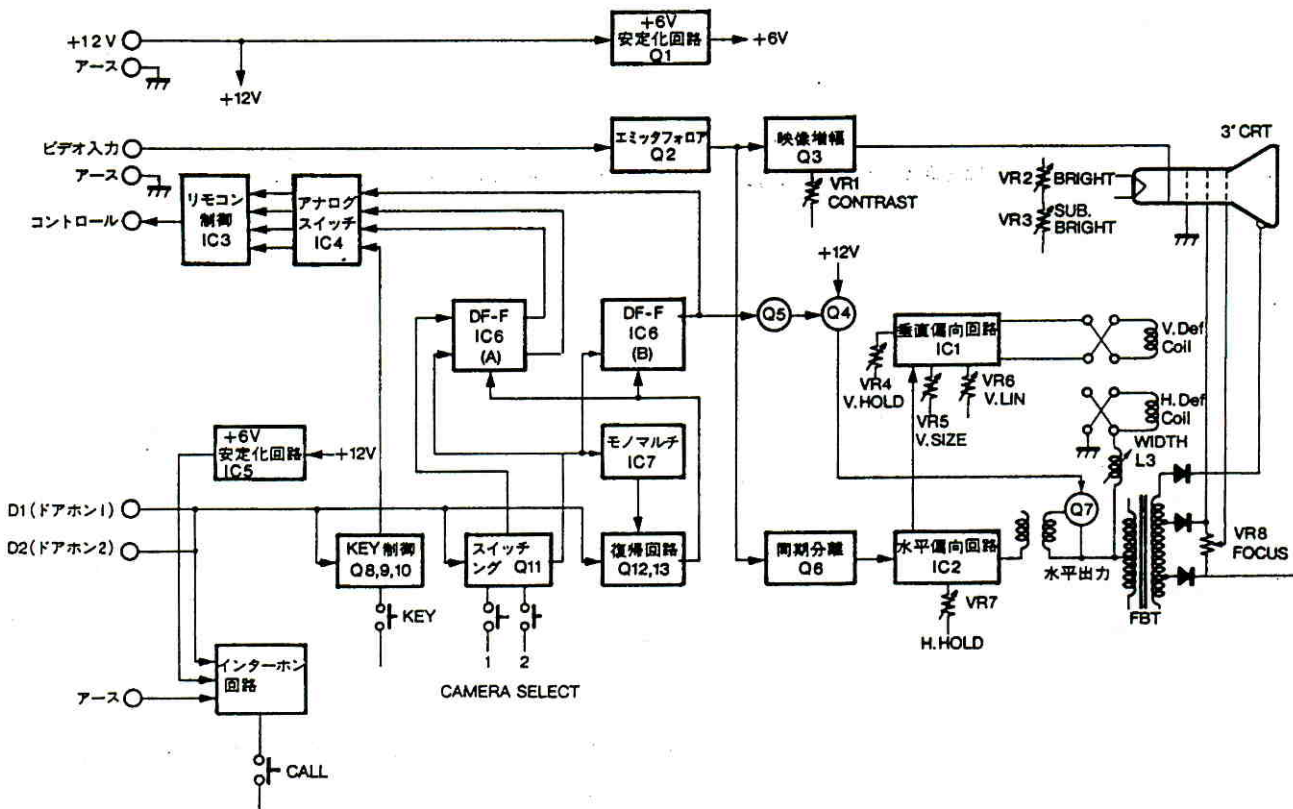 +12V
アース
+12V
+6V
安定化回路
Q1
+6V
ビデオ入力
アース
コントロール
リモコン
制御
IC3
アナログ
スイッチ
IC4
エミッタフォロア
Q2
映像増幅
Q3
VR1
CONTRAST
3" CRT
VR2
BRIGHT
VR3
SUB.
BRIGHT
+12V
DF-F
IC6
(A)
DF-F
IC6
(B)
Q5
Q4
垂直偏向回路
IC1
VR4
V.HOLD
VR5
V.SIZE
VR6
V.LIN
V.Def
Coil
H.Def
Coil
WIDTH
L3
+6V
安定化回路
IC5
+12V
モノマルチ
IC7
D1(ドアホン1)
D2(ドアホン2)
KEY制御
Q8,9,10
スイッチ
ング Q11
復帰回路
Q12,13
同期分離
Q6
水平偏向回路
IC2
VR7
H.HOLD
Q7
水平出力
FBT
VR8
FOCUS
KEY
1 2
CAMERA SELECT
インターホン
回路
アース
CALL